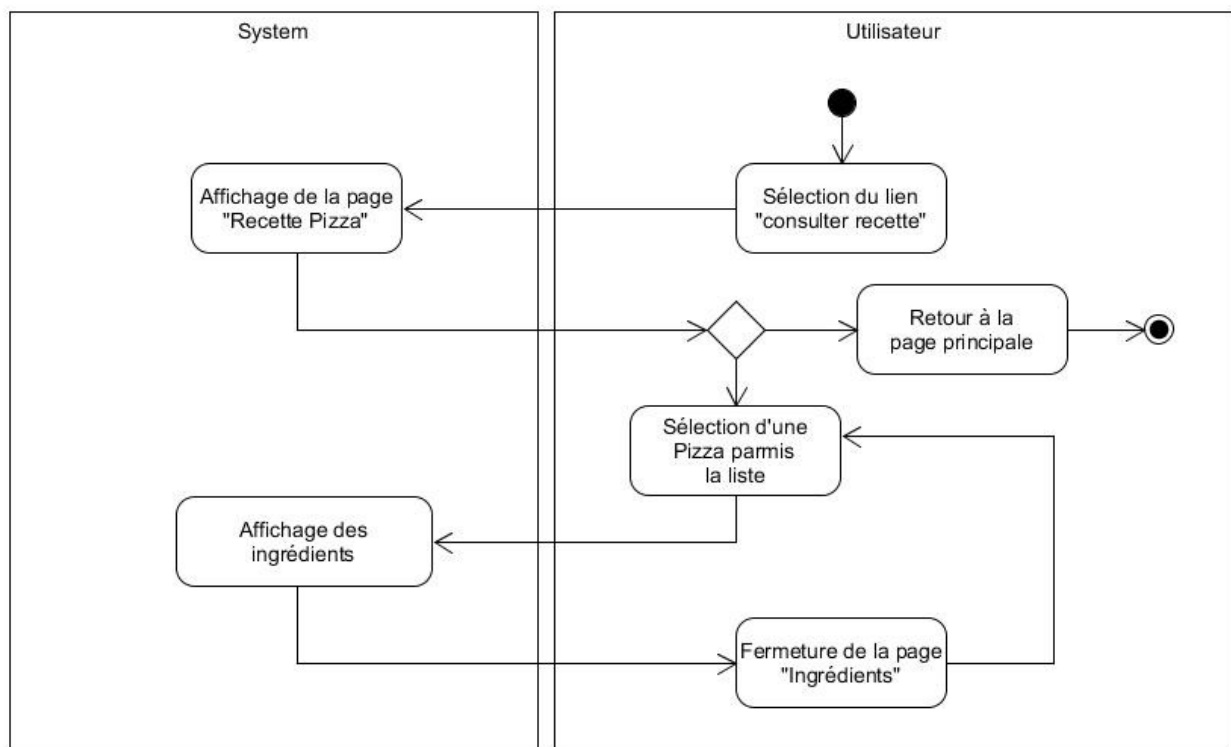 System
Utilisateur
Affichage de la page
"Recette Pizza"
Sélection du lien
"consulter recette"
Retour à la
page principale
Sélection d'une
Pizza parmis
la liste
Affichage des
ingrédients
Fermeture de la page
"Ingrédients"